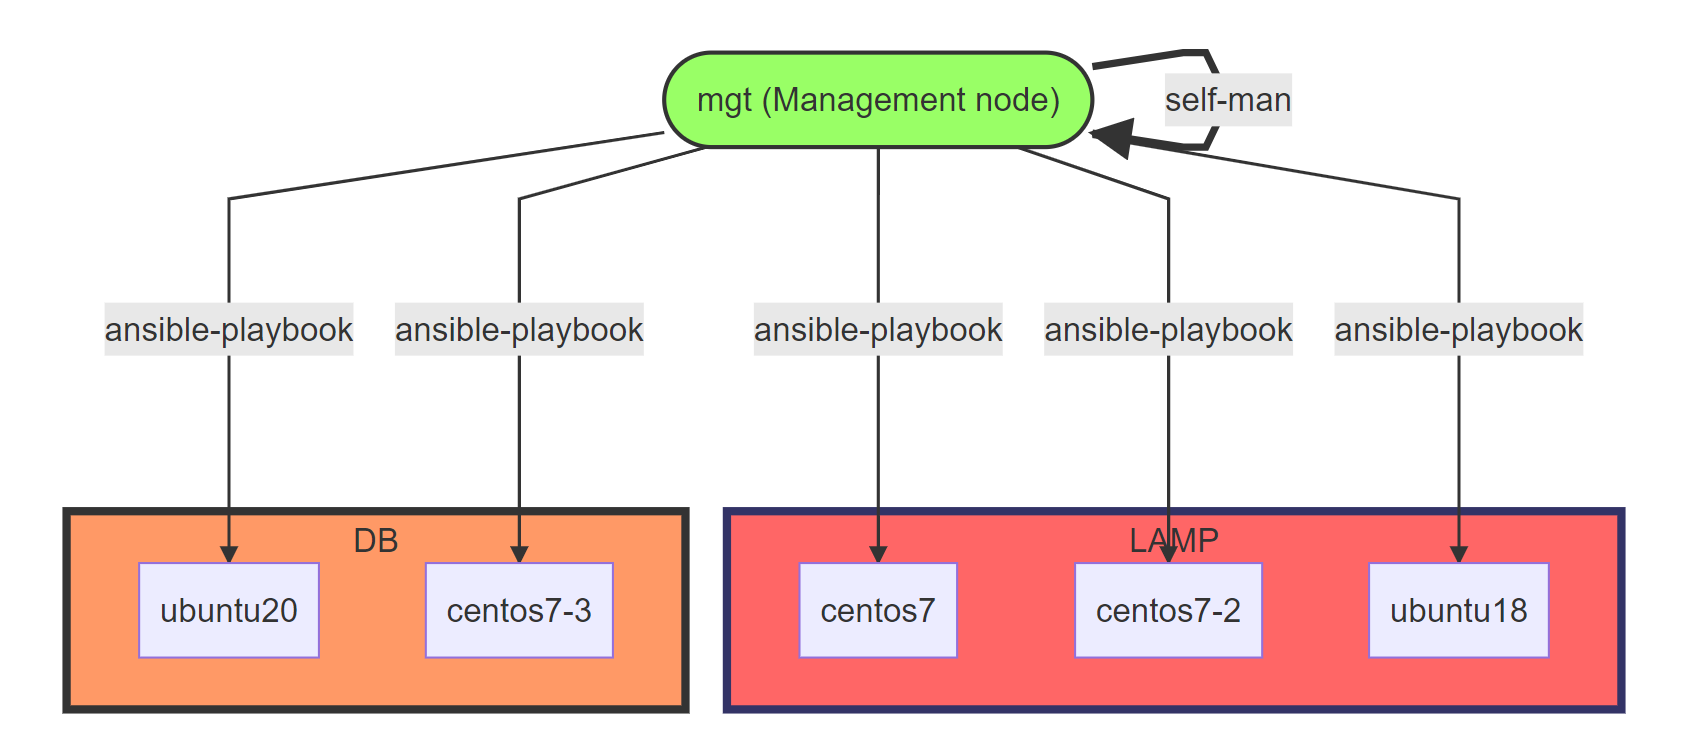 mgt (Management node)
self-man
ansible-playbook
ansible-playbook
ansible-playbook
ansible-playbook
ansible-playbook
DB
LAMP
ubuntu20
centos7-3
centos7
centos7-2
ubuntu18